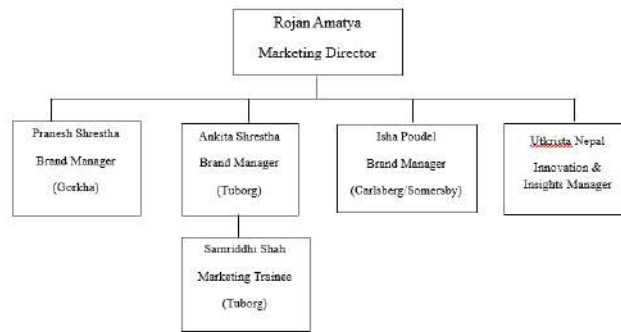 Rojan Amatya
Marketing Director
Pranesh Shrestha
Brand Manager
(Gorkha)
Ankita Shrestha
Brand Manager
(Tuborg)
Isha Poudel
Brand Manager
(Carlsberg/Somersby)
Utkrista Nepal
Innovation &
Insights Manager
Samriddhi Shah
Marketing Trainee
(Tuborg)